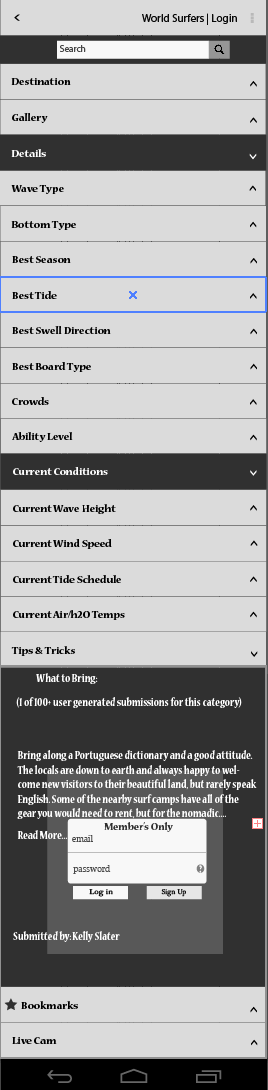 World Surfers | Login
Search
Destination
Gallery
Details
Wave Type
Bottom Type
Best Season
Best Tide
Best Swell Direction
Best Board Type
Crowds
Ability Level
Current Conditions
Current Wave Height
Current Wind Speed
Current Tide Schedule
Current Air/h2O Temps
Tips & Tricks
What to Bring:
(1 of 100+ user generated submissions for this category)
Bring along a Portuguese dictionary and a good attitude.
The locals are down to earth and always happy to wel-
come new visitors to their beautiful land, but rarely speak
English. Some of the nearby surf camps have all of the
gear you would need to rent, but for the nomadic....
Read More...
Member's Only
email
password
Log in Sign Up
Submitted by: Kelly Slater
Bookmarks
Live Cam